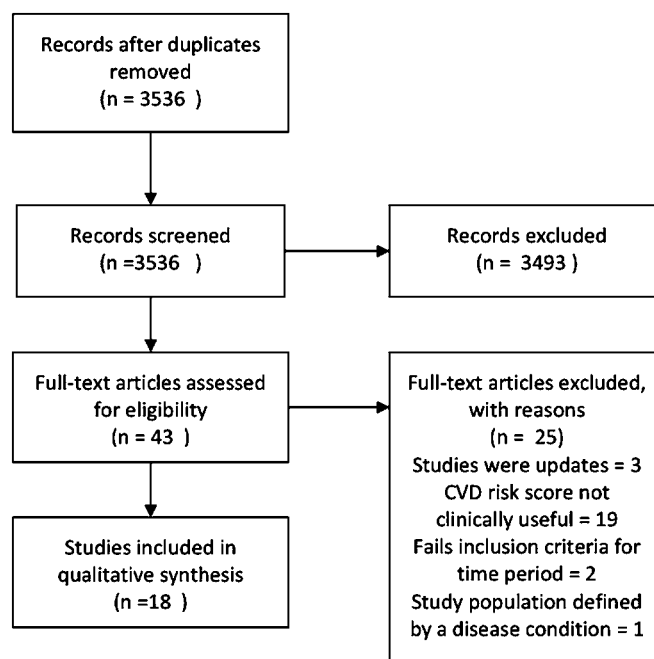 Records after duplicates
removed
(n = 3536 )
Records screened
(n =3536 )
Records excluded
(n = 3493 )
Full-text articles assessed
for eligibility
(n = 43 )
Full-text articles excluded,
with reasons
(n = 25)
Studies were updates = 3
CVD risk score not
clinically useful = 19
Fails inclusion criteria for
time period = 2
Study population defined
by a disease condition = 1
Studies included in
qualitative synthesis
(n =18 )